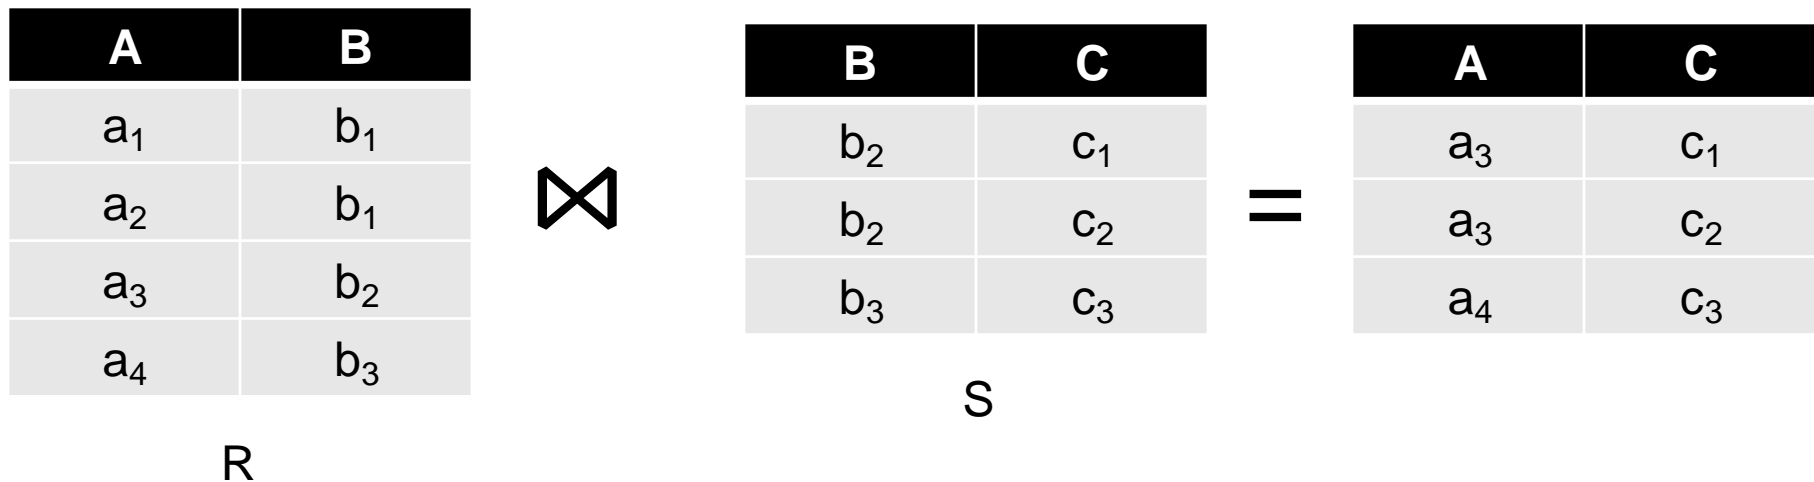 A B
a₁ b₁
a₂ b₁
a₃ b₂
a₄ b₃
R
⋈
B C
b₂ c₁
b₂ c₂
b₃ c₃
S
=
A C
a₃ c₁
a₃ c₂
a₄ c₃